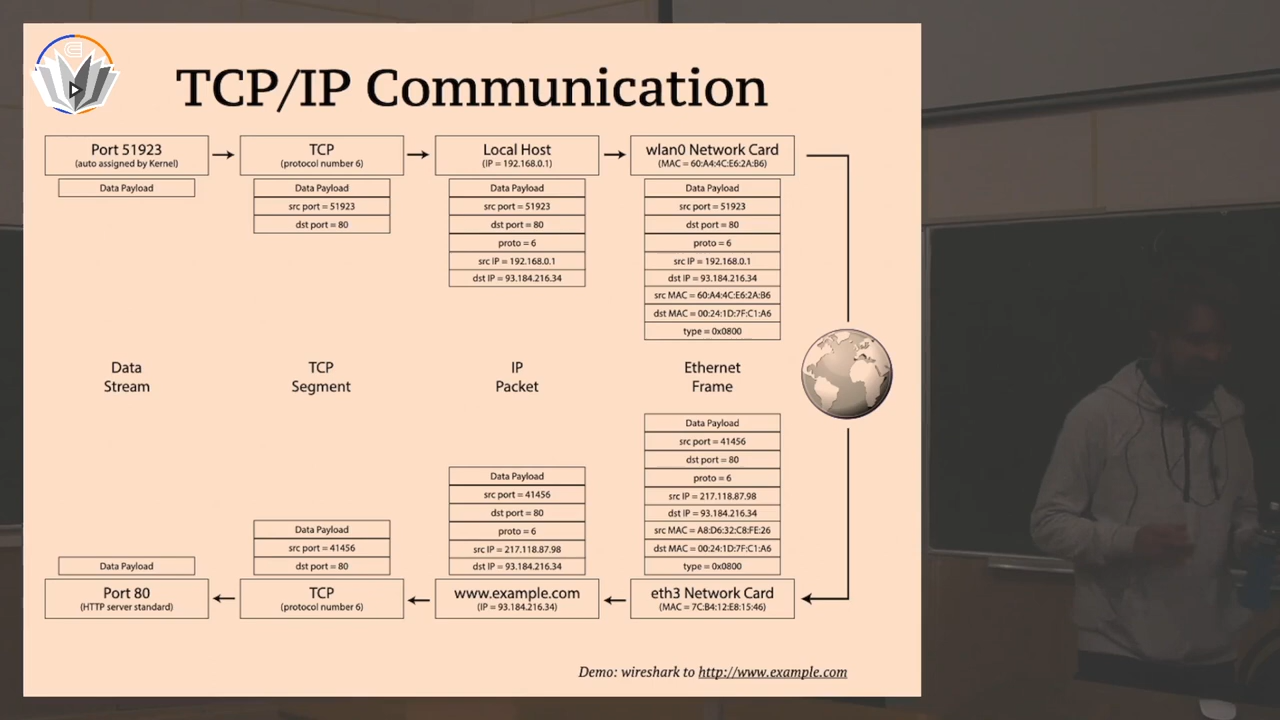 TCP/IP Communication
Port 51923
(auto assigned by Kernel)
Data Payload
TCP
(protocol number 6)
Data Payload
src port = 51923
dst port = 80
Local Host
(IP = 192.168.0.1)
Data Payload
src port = 51923
dst port = 80
proto = 6
src IP = 192.168.0.1
dst IP = 93.184.216.34
wlan0 Network Card
(MAC = 60:A4:4C:E6:2A:B6)
Data Payload
src port = 51923
dst port = 80
proto = 6
src IP = 192.168.0.1
dst IP = 93.184.216.34
src MAC = 60:A4:4C:E6:2A:B6
dst MAC = 00:24:1D:7F:C1:A6
type = 0x0800
Data
Stream
TCP
Segment
IP
Packet
Ethernet
Frame
Data Payload
Port 80
(HTTP server standard)
Data Payload
src port = 41456
dst port = 80
TCP
(protocol number 6)
Data Payload
src port = 41456
dst port = 80
proto = 6
src IP = 217.118.87.98
dst IP = 93.184.216.34
www.example.com
(IP = 93.184.216.34)
Data Payload
src port = 41456
dst port = 80
proto = 6
src IP = 217.118.87.98
dst IP = 93.184.216.34
src MAC = A8:D6:32:C8:FE:26
dst MAC = 00:24:1D:7F:C1:A6
type = 0x0800
eth3 Network Card
(MAC = 7C:B4:12:E8:15:46)
Demo: wireshark to http://www.example.com